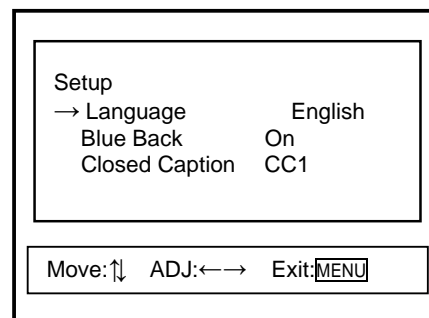 Setup
→ Language English
Blue Back On
Closed Caption CC1
Move:↑↓ ADJ:←→ Exit:MENU